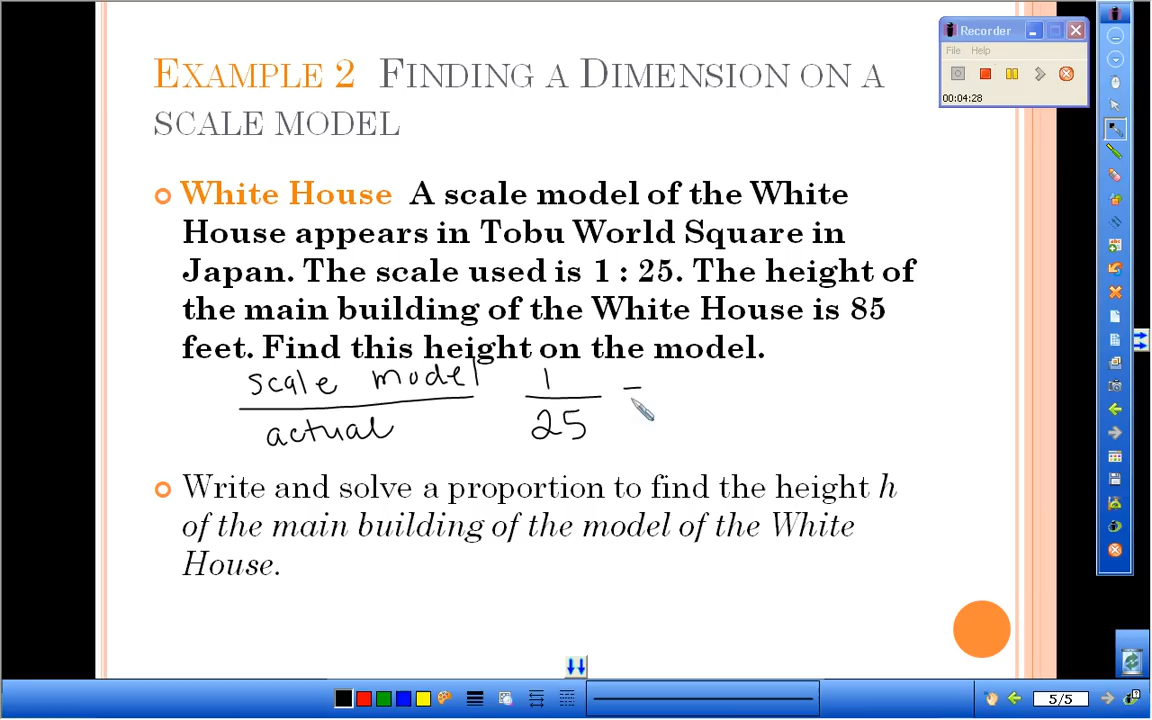 EXAMPLE 2 FINDING A DIMENSION ON A
SCALE MODEL
Recorder
File Help
00:04:28
White House A scale model of the White
House appears in Tobu World Square in
Japan. The scale used is 1 : 25. The height of
the main building of the White House is 85
feet. Find this height on the model.
scale model 1 =
actual 25
Write and solve a proportion to find the height h
of the main building of the model of the White
House.
5/5